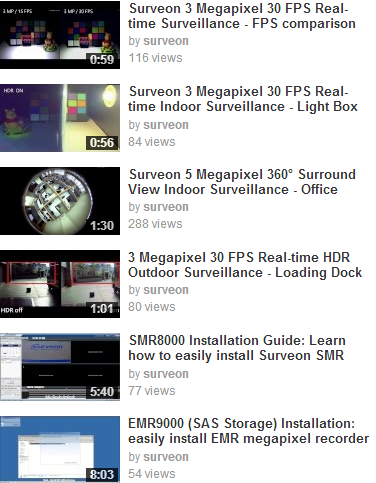 3 MP / 15 FPS 3 MP / 30 FPS
0:59
Surveon 3 Megapixel 30 FPS Real-
time Surveillance - FPS comparison
by surveon
116 views
HDR ON
0:56
Surveon 3 Megapixel 30 FPS Real-
time Indoor Surveillance - Light Box
by surveon
84 views
1:30
Surveon 5 Megapixel 360° Surround
View Indoor Surveillance - Office
by surveon
288 views
HDR off
1:01
3 Megapixel 30 FPS Real-time HDR
Outdoor Surveillance - Loading Dock
by surveon
80 views
5:40
SMR8000 Installation Guide: Learn
how to easily install Surveon SMR
by surveon
77 views
8:03
EMR9000 (SAS Storage) Installation:
easily install EMR megapixel recorder
by surveon
54 views